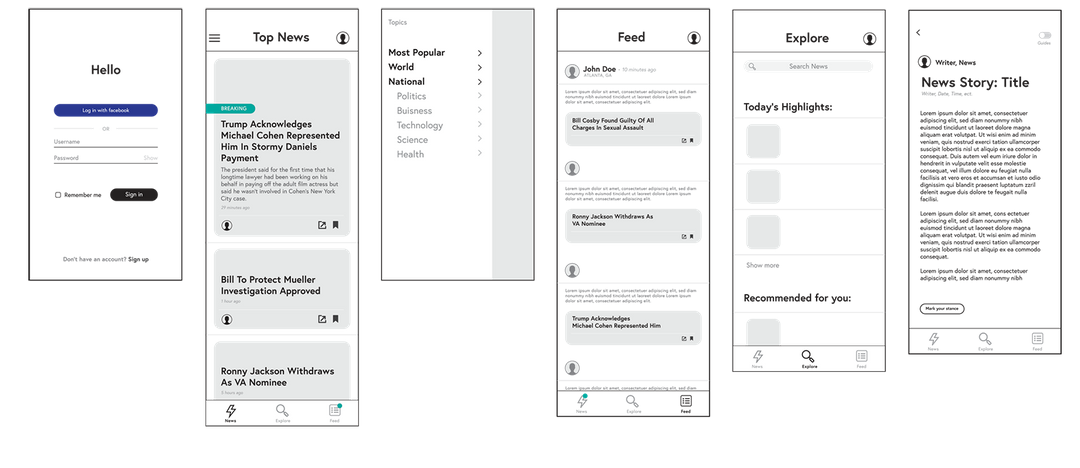 Hello
Log in with facebook
OR
Username
Password
Show
Remember me
Sign in
Don't have an account? Sign up
Top News
BREAKING
Trump Acknowledges
Michael Cohen Represented
Him In Stormy Daniels
Payment
The president said for the first time that his
longtime lawyer had been working on his
behalf in paying off the adult film actress but
said he wasn't involved in Cohen's New York
City case.
29 minutes ago
Bill To Protect Mueller
Investigation Approved
1 hour ago
Ronny Jackson Withdraws
As VA Nominee
News
Explore
Feed
Topics
Most Popular
World
National
Politics
Buisness
Technology
Science
Health
Feed
John Doe - 10 minutes ago
ATLANTA, GA
Lorem ipsum dolor sit amet, consectetuer adipiscing elit, sed diam
nonummy nibh euismod tincidunt ut laoreet dolore Lorem ipsum
dolor sit amet, consectetuer adipiscing elit.
Bill Cosby Found Guilty Of All
Charges In Sexual Assault
Lorem ipsum dolor sit amet, consectetuer adipiscing elit, sed diam
nonummy nibh euismod tincidunt ut laoreet dolore Lorem ipsum
dolor sit amet, consectetuer adipiscing elit.
Ronny Jackson Withdraws As
VA Nominee
Lorem ipsum dolor sit amet, consectetuer adipiscing elit, sed diam
nonummy nibh euismod tincidunt ut laoreet dolore Lorem ipsum
dolor sit amet, consectetuer adipiscing elit.
Trump Acknowledges
Michael Cohen Represented Him
Lorem ipsum dolor sit amet, consectetuer adipiscing elit, sed diam
News
Explore
Feed
Explore
Search News
Today's Highlights:
Show more
Recommended for you:
News
Explore
Feed
Quotes
Writer, News
News Story: Title
Writer, Date, Time, ect.
Lorem ipsum dolor sit amet, consectetuer
adipiscing elit, sed diam nonummy nibh
euismod tincidunt ut laoreet dolore magna
aliquam erat volutpat. Ut wisi enim ad minim
veniam, quis nostrud exerci tation ullamcorper
suscipit lobortis nisl ut aliquip ex ea commodo
consequat. Duis autem vel eum iriure dolor in
hendrerit in vulputate velit esse molestie
consequat, vel illum dolore eu feugiat nulla
facilisis at vero eros et accumsan et iusto odio
dignissim qui blandit praesent luptatum zzril
delenit augue duis dolore te feugait nulla
facilisi.
Lorem ipsum dolor sit amet, cons ectetuer
adipiscing elit, sed diam nonummy nibh
euismod tincidunt ut laoreet dolore magna
aliquam erat volutpat. Ut wisi enim ad minim
veniam, quis nostrud exerci tation ullamcorper
suscipit lobortis nisl ut aliquip ex ea commodo
consequat.
Lorem ipsum dolor sit amet, consectetuer
adipiscing elit, sed diam nonummy nibh
Mark your stance
News
Explore
Feed